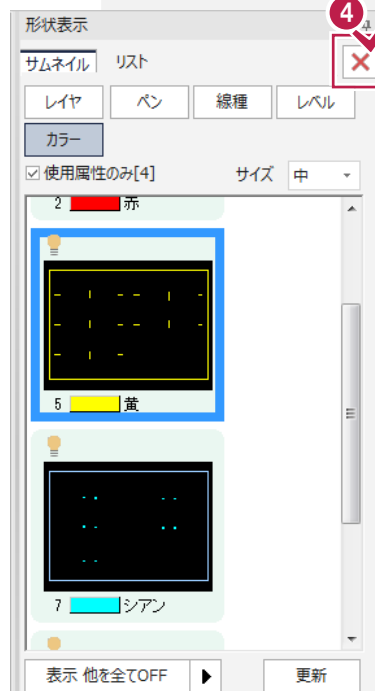 4
形状表示
サムネイル リスト
レイヤ ペン 線種 レベル
カラー
使用属性のみ[4] サイズ 中
2 赤
5 黄
7 シアン
表示 他を全てOFF 更新